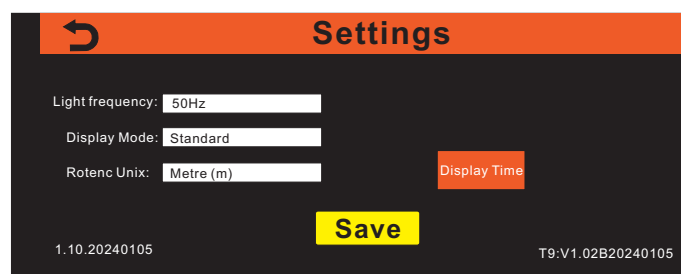 Settings
Light frequency: 50Hz
Display Mode: Standard
Rotenc Unix: Metre (m)
Display Time
Save
1.10.20240105
T9:V1.02B20240105